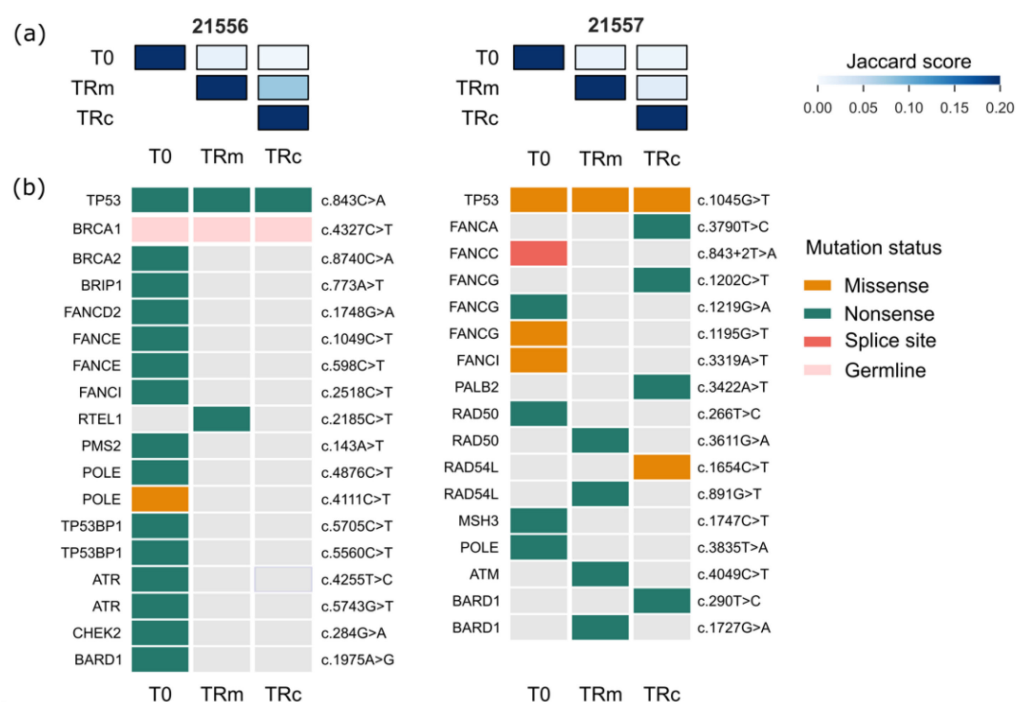 (a)
21556
21557
T0
TRm
TRc
T0 TRm TRc
T0
TRm
TRc
T0 TRm TRc
Jaccard score
0.00 0.05 0.10 0.15 0.20
(b)
TP53 c.843C>A
BRCA1 c.4327C>T
BRCA2 c.8740C>A
BRIP1 c.773A>T
FANCD2 c.1748G>A
FANCE c.1049C>T
FANCE c.598C>T
FANCI c.2518C>T
RTEL1 c.2185C>T
PMS2 c.143A>T
POLE c.4876C>T
POLE c.4111C>T
TP53BP1 c.5705C>T
TP53BP1 c.5560C>T
ATR c.4255T>C
ATR c.5743G>T
CHEK2 c.284G>A
BARD1 c.1975A>G
T0 TRm TRc
TP53 c.1045G>T
FANCA c.3790T>C
FANCC c.843+2T>A
FANCG c.1202C>T
FANCG c.1219G>A
FANCG c.1195G>T
FANCI c.3319A>T
PALB2 c.3422A>T
RAD50 c.266T>C
RAD50 c.3611G>A
RAD54L c.1654C>T
RAD54L c.891G>T
MSH3 c.1747C>T
POLE c.3835T>A
ATM c.4049C>T
BARD1 c.290T>C
BARD1 c.1727G>A
T0 TRm TRc
Mutation status
Missense
Nonsense
Splice site
Germline